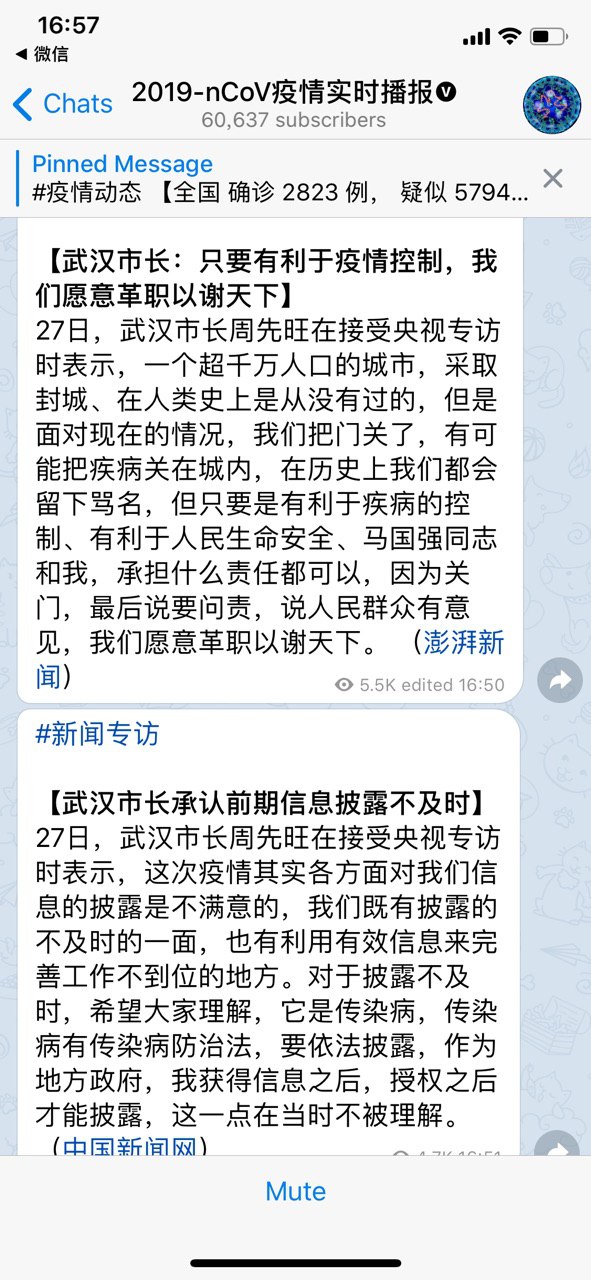 16:57
◀ 微信
Chats
2019-nCoV疫情实时播报
60,637 subscribers
Pinned Message
#疫情动态 【全国 确诊 2823 例， 疑似 5794...
【武汉市长：只要有利于疫情控制，我
们愿意革职以谢天下】
27日，武汉市长周先旺在接受央视专访
时表示，一个超千万人口的城市，采取
封城、在人类史上是从没有过的，但是
面对现在的情况，我们把门关了，有可
能把疾病关在城内，在历史上我们都会
留下骂名，但只要是有利于疾病的控
制、有利于人民生命安全、马国强同志
和我，承担什么责任都可以，因为关
门，最后说要问责，说人民群众有意
见，我们愿意革职以谢天下。（澎湃新
闻）
5.5K edited 16:50
#新闻专访
【武汉市长承认前期信息披露不及时】
27日，武汉市长周先旺在接受央视专访
时表示，这次疫情其实各方面对我们信
息的披露是不满意的，我们既有披露的
不及时的一面，也有利用有效信息来完
善工作不到位的地方。对于披露不及
时，希望大家理解，它是传染病，传染
病有传染病防治法，要依法披露，作为
地方政府，我获得信息之后，授权之后
才能披露，这一点在当时不被理解。
（中国新闻网）
4.7K 16:51
Mute